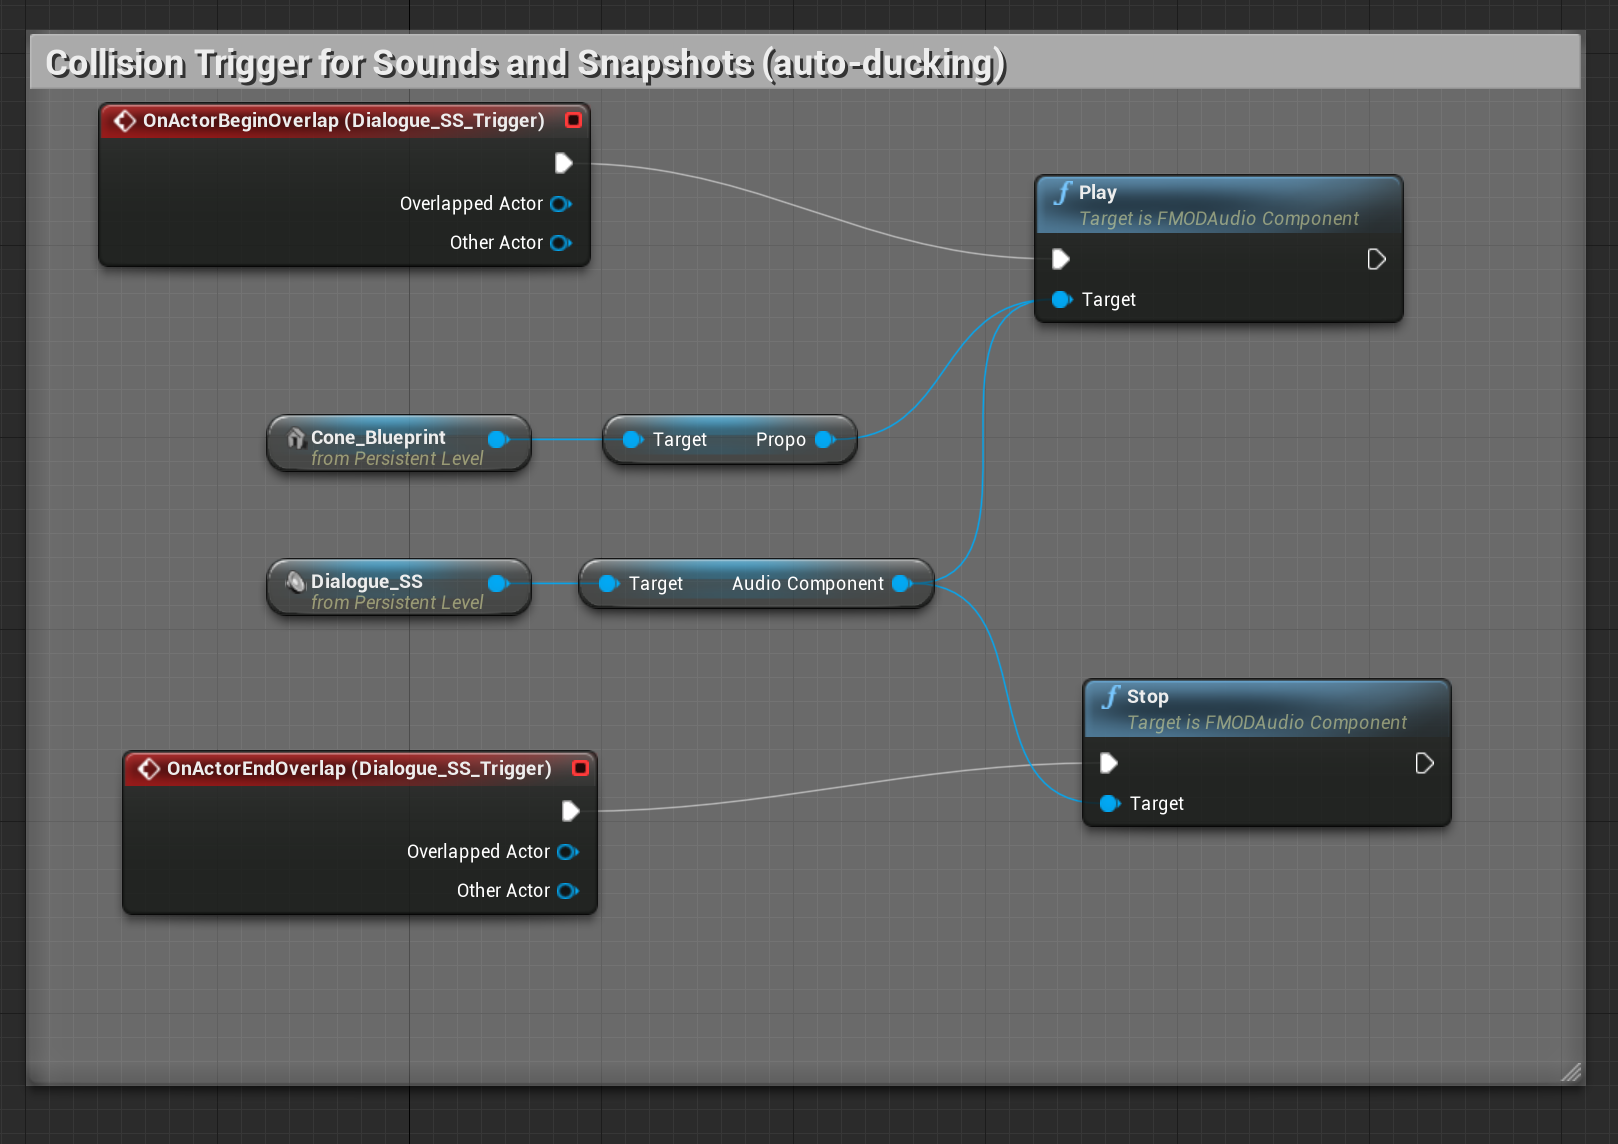 Collision Trigger for Sounds and Snapshots (auto-ducking)
OnActorBeginOverlap (Dialogue_SS_Trigger)
Overlapped Actor
Other Actor
f Play
Target is FMODAudio Component
Target
Cone_Blueprint
from Persistent Level
Target Propo
Dialogue_SS
from Persistent Level
Target Audio Component
f Stop
Target is FMODAudio Component
Target
OnActorEndOverlap (Dialogue_SS_Trigger)
Overlapped Actor
Other Actor